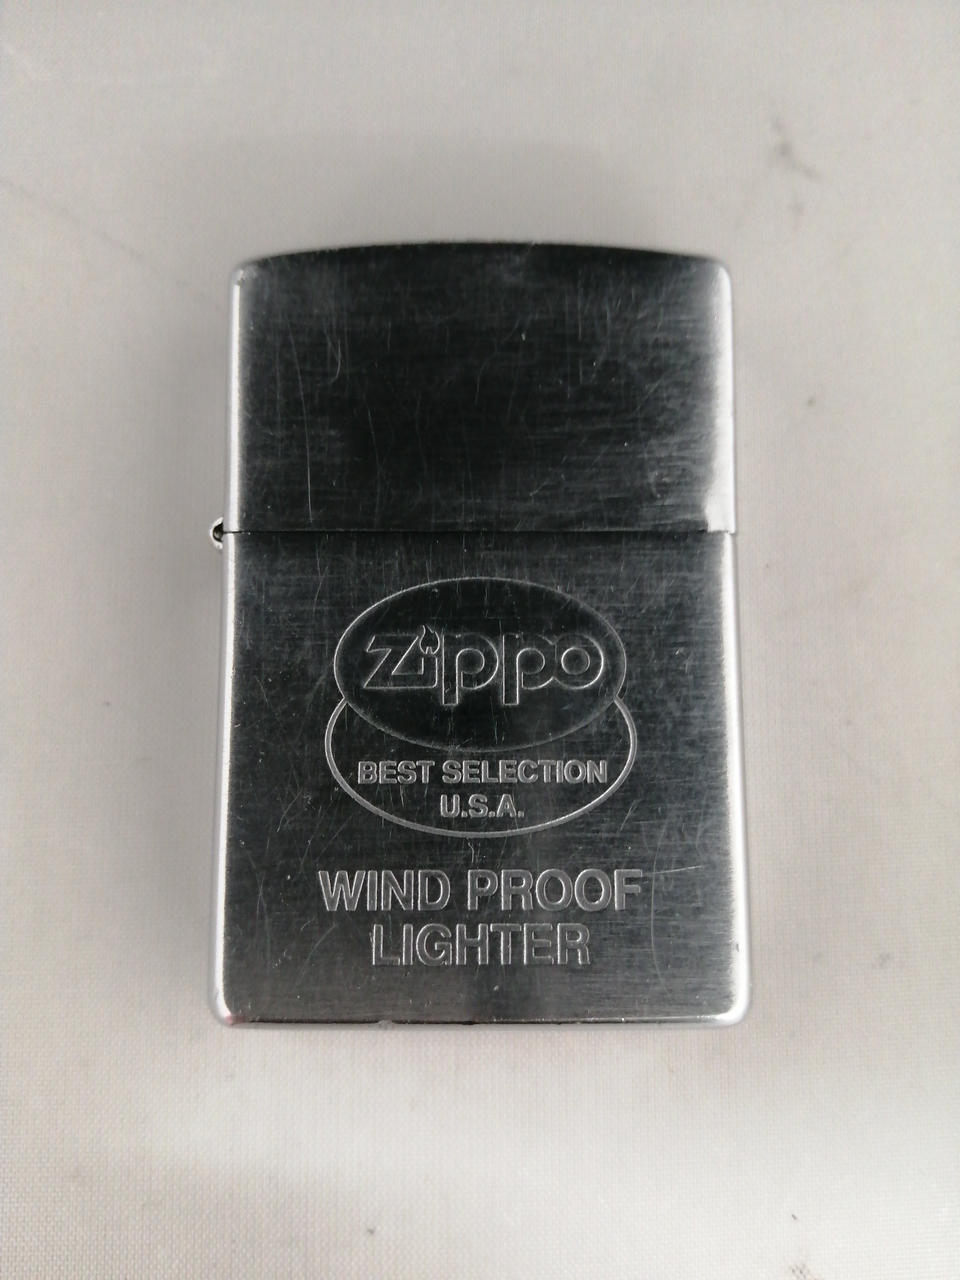 Zippo
BEST SELECTION
U.S.A.
WIND PROOF
LIGHTER